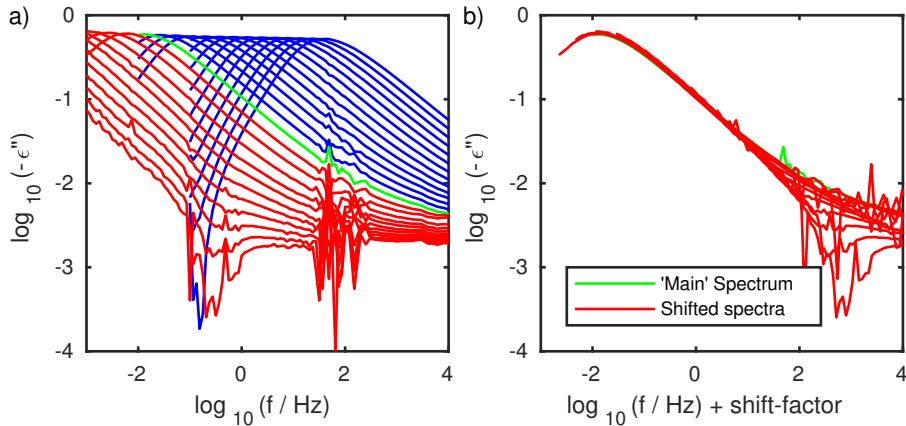 a)
0
-1
-2
-3
-4
log 10 (- ε")
-2
0
2
4
log 10 (f / Hz)
b)
0
-1
-2
-3
-4
log 10 (- ε")
'Main' Spectrum
Shifted spectra
-2
0
2
4
log 10 (f / Hz) + shift-factor